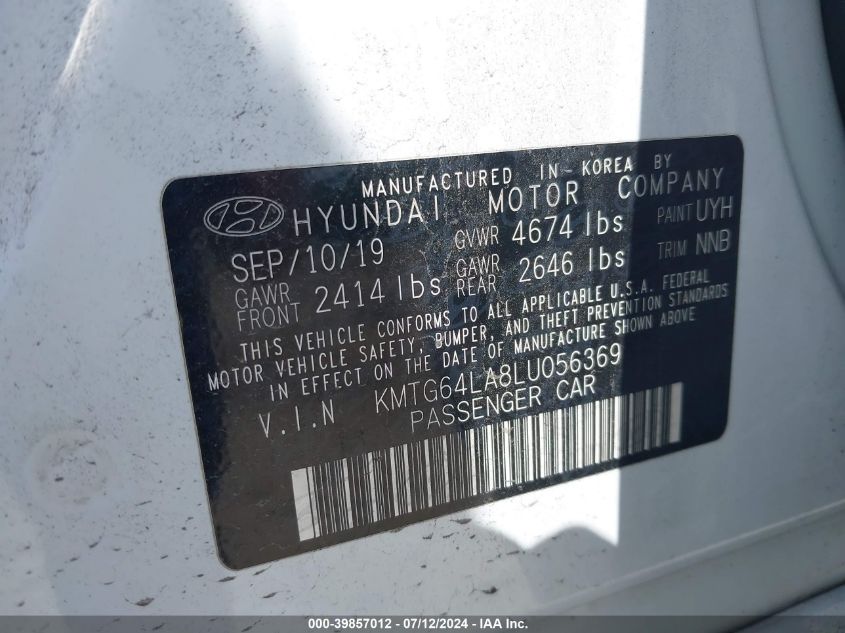 MANUFACTURED IN KOREA BY
HYUNDAI MOTOR COMPANY
SEP/10/19 GVWR 4674 lbs PAINT UYH
GAWR FRONT 2414 lbs GAWR REAR 2646 lbs TRIM NNB
THIS VEHICLE CONFORMS TO ALL APPLICABLE U.S.A. FEDERAL
MOTOR VEHICLE SAFETY, BUMPER, AND THEFT PREVENTION STANDARDS
IN EFFECT ON THE DATE OF MANUFACTURE SHOWN ABOVE
V.I.N KMTG64LA8LU056369
PASSENGER CAR
000-39857012 - 07/12/2024 - IAA Inc.